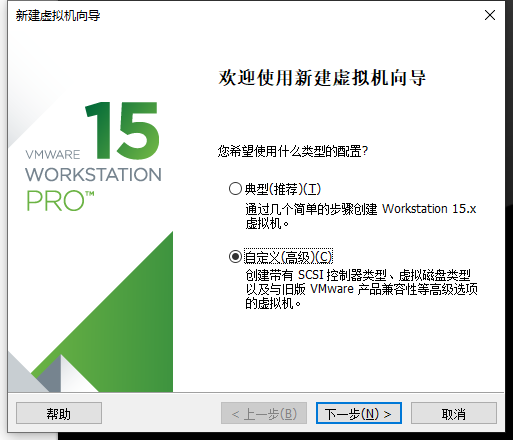 新建虚拟机向导
欢迎使用新建虚拟机向导
15
VMWARE
WORKSTATION
PRO™
您希望使用什么类型的配置?
典型(推荐)(T)
通过几个简单的步骤创建 Workstation 15.x
虚拟机。
自定义(高级)(C)
创建带有 SCSI 控制器类型、虚拟磁盘类型
以及与旧版 VMware 产品兼容性等高级选项
的虚拟机。
帮助
< 上一步(B)
下一步(N) >
取消